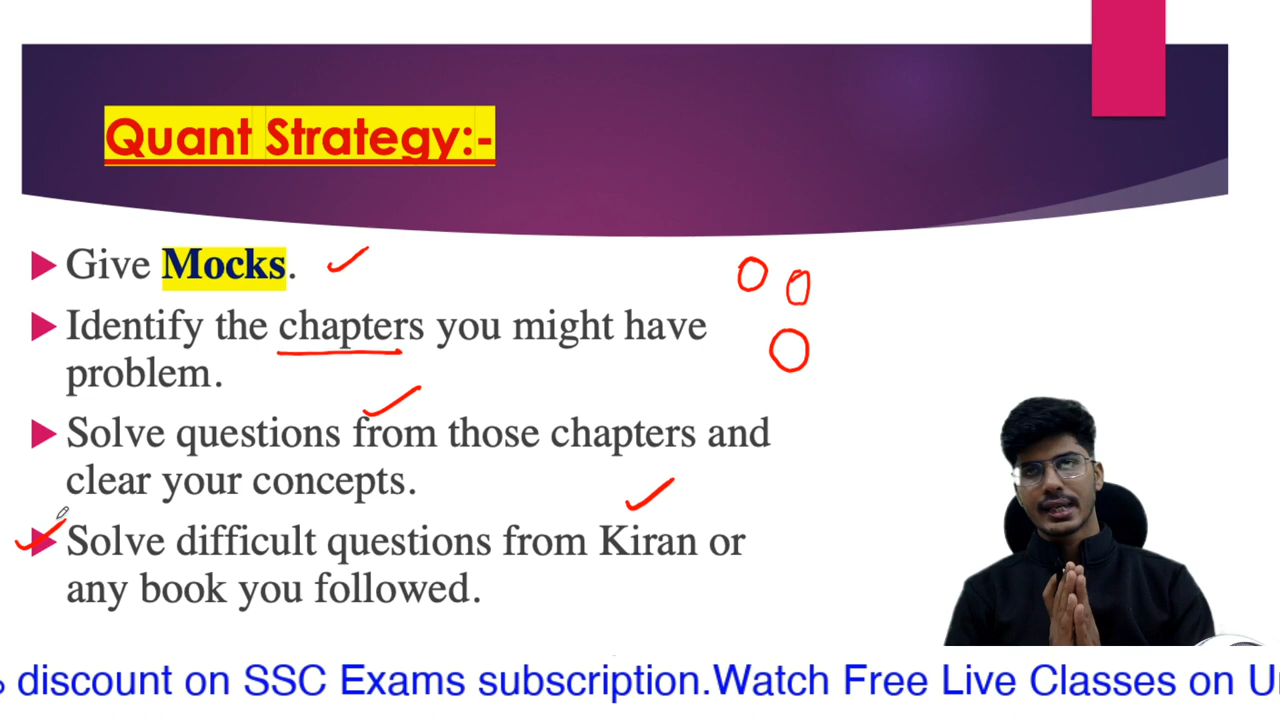 Quant Strategy:-
Give Mocks.
Identify the chapters you might have
problem.
Solve questions from those chapters and
clear your concepts.
Solve difficult questions from Kiran or
any book you followed.
discount on SSC Exams subscription.Watch Free Live Classes on